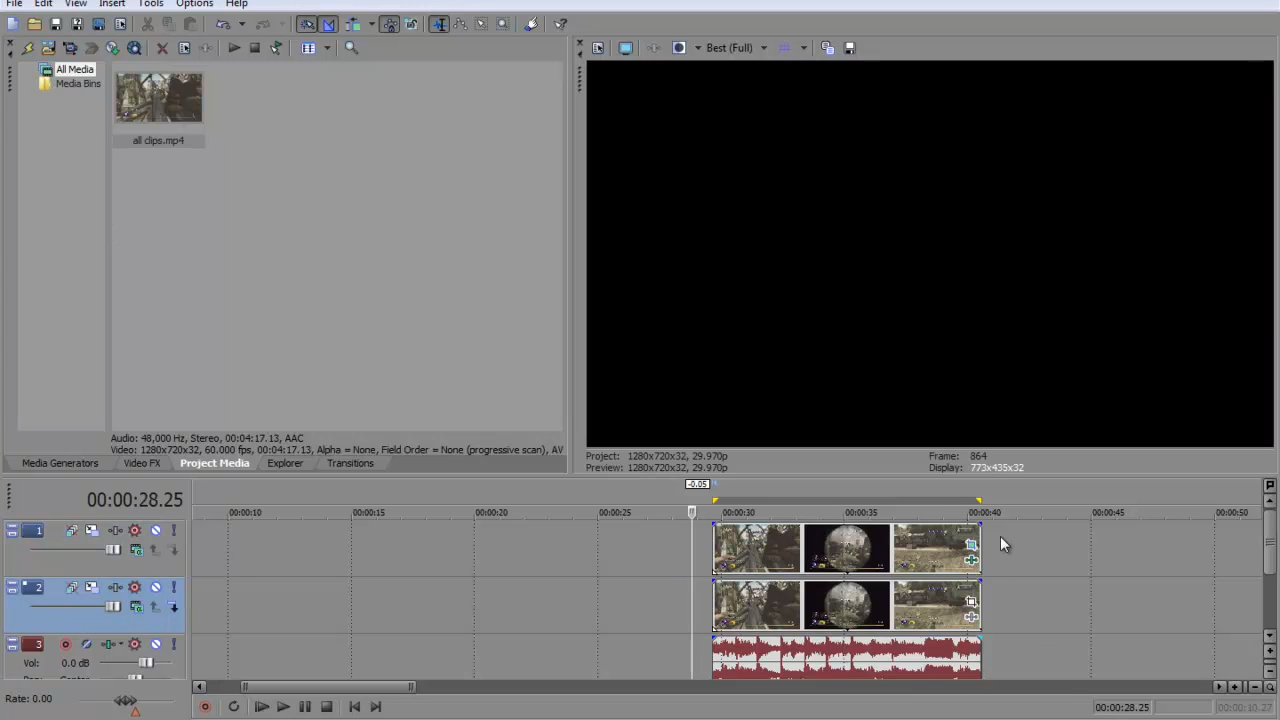 File Edit View Insert Tools Options Help
Best (Full)
All Media
Media Bins
all clips.mp4
Audio: 48,000 Hz, Stereo, 00:04:17.13, AAC
Video: 1280x720x32, 60.000 fps, 00:04:17.13, Alpha = None, Field Order = None (progressive scan), AV
Media Generators Video FX Project Media Explorer Transitions
Project: 1280x720x32, 29.970p
Preview: 1280x720x32, 29.970p
Frame: 864
Display: 773x435x32
00:00:28.25
-0.05
00:00:10 00:00:15 00:00:20 00:00:25 00:00:30 00:00:35 00:00:40 00:00:45 00:00:50
1
2
3
Vol: 0.0 dB
Pan: Center
Rate: 0.00
00:00:28.25
00:00:10.27